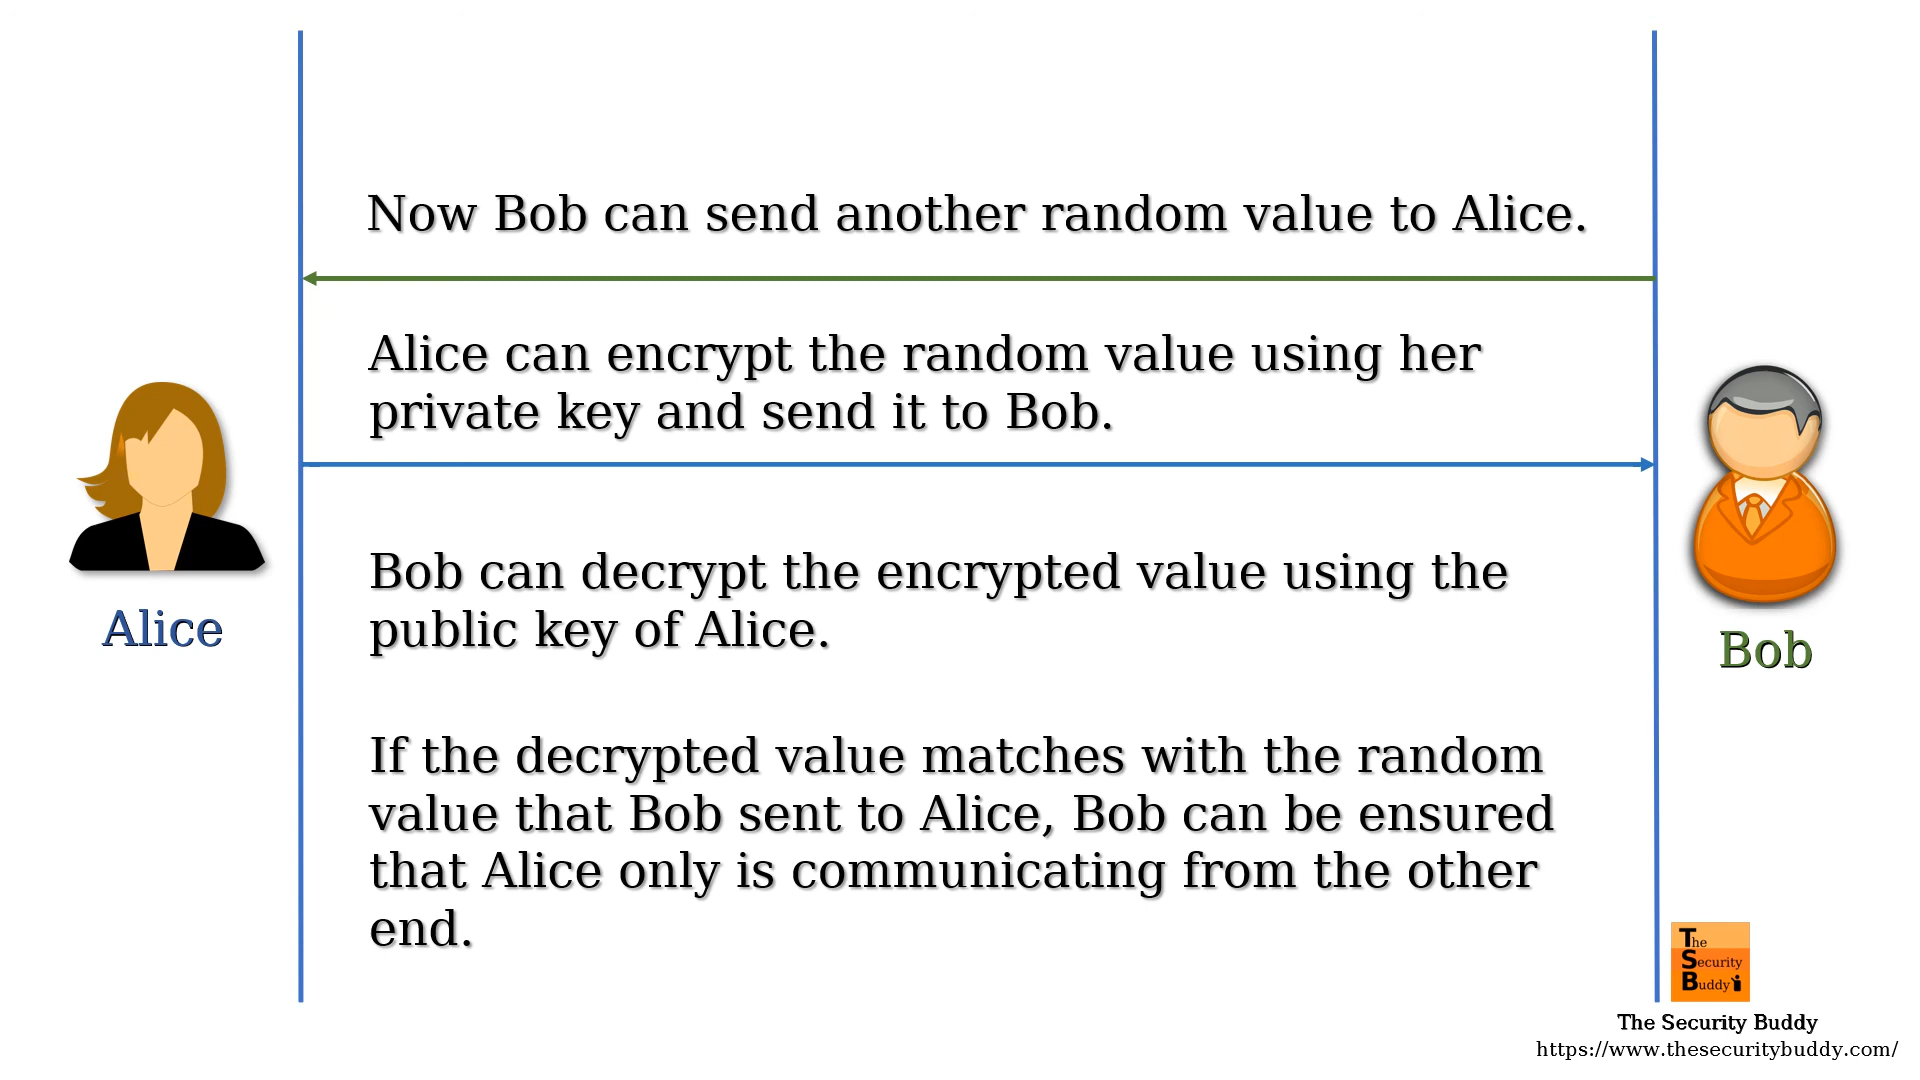 Now Bob can send another random value to Alice.
Alice can encrypt the random value using her
private key and send it to Bob.
Bob can decrypt the encrypted value using the
public key of Alice.
If the decrypted value matches with the random
value that Bob sent to Alice, Bob can be ensured
that Alice only is communicating from the other
end.
Alice
Bob
The
Security
Buddy
The Security Buddy
https://www.thesecuritybuddy.com/